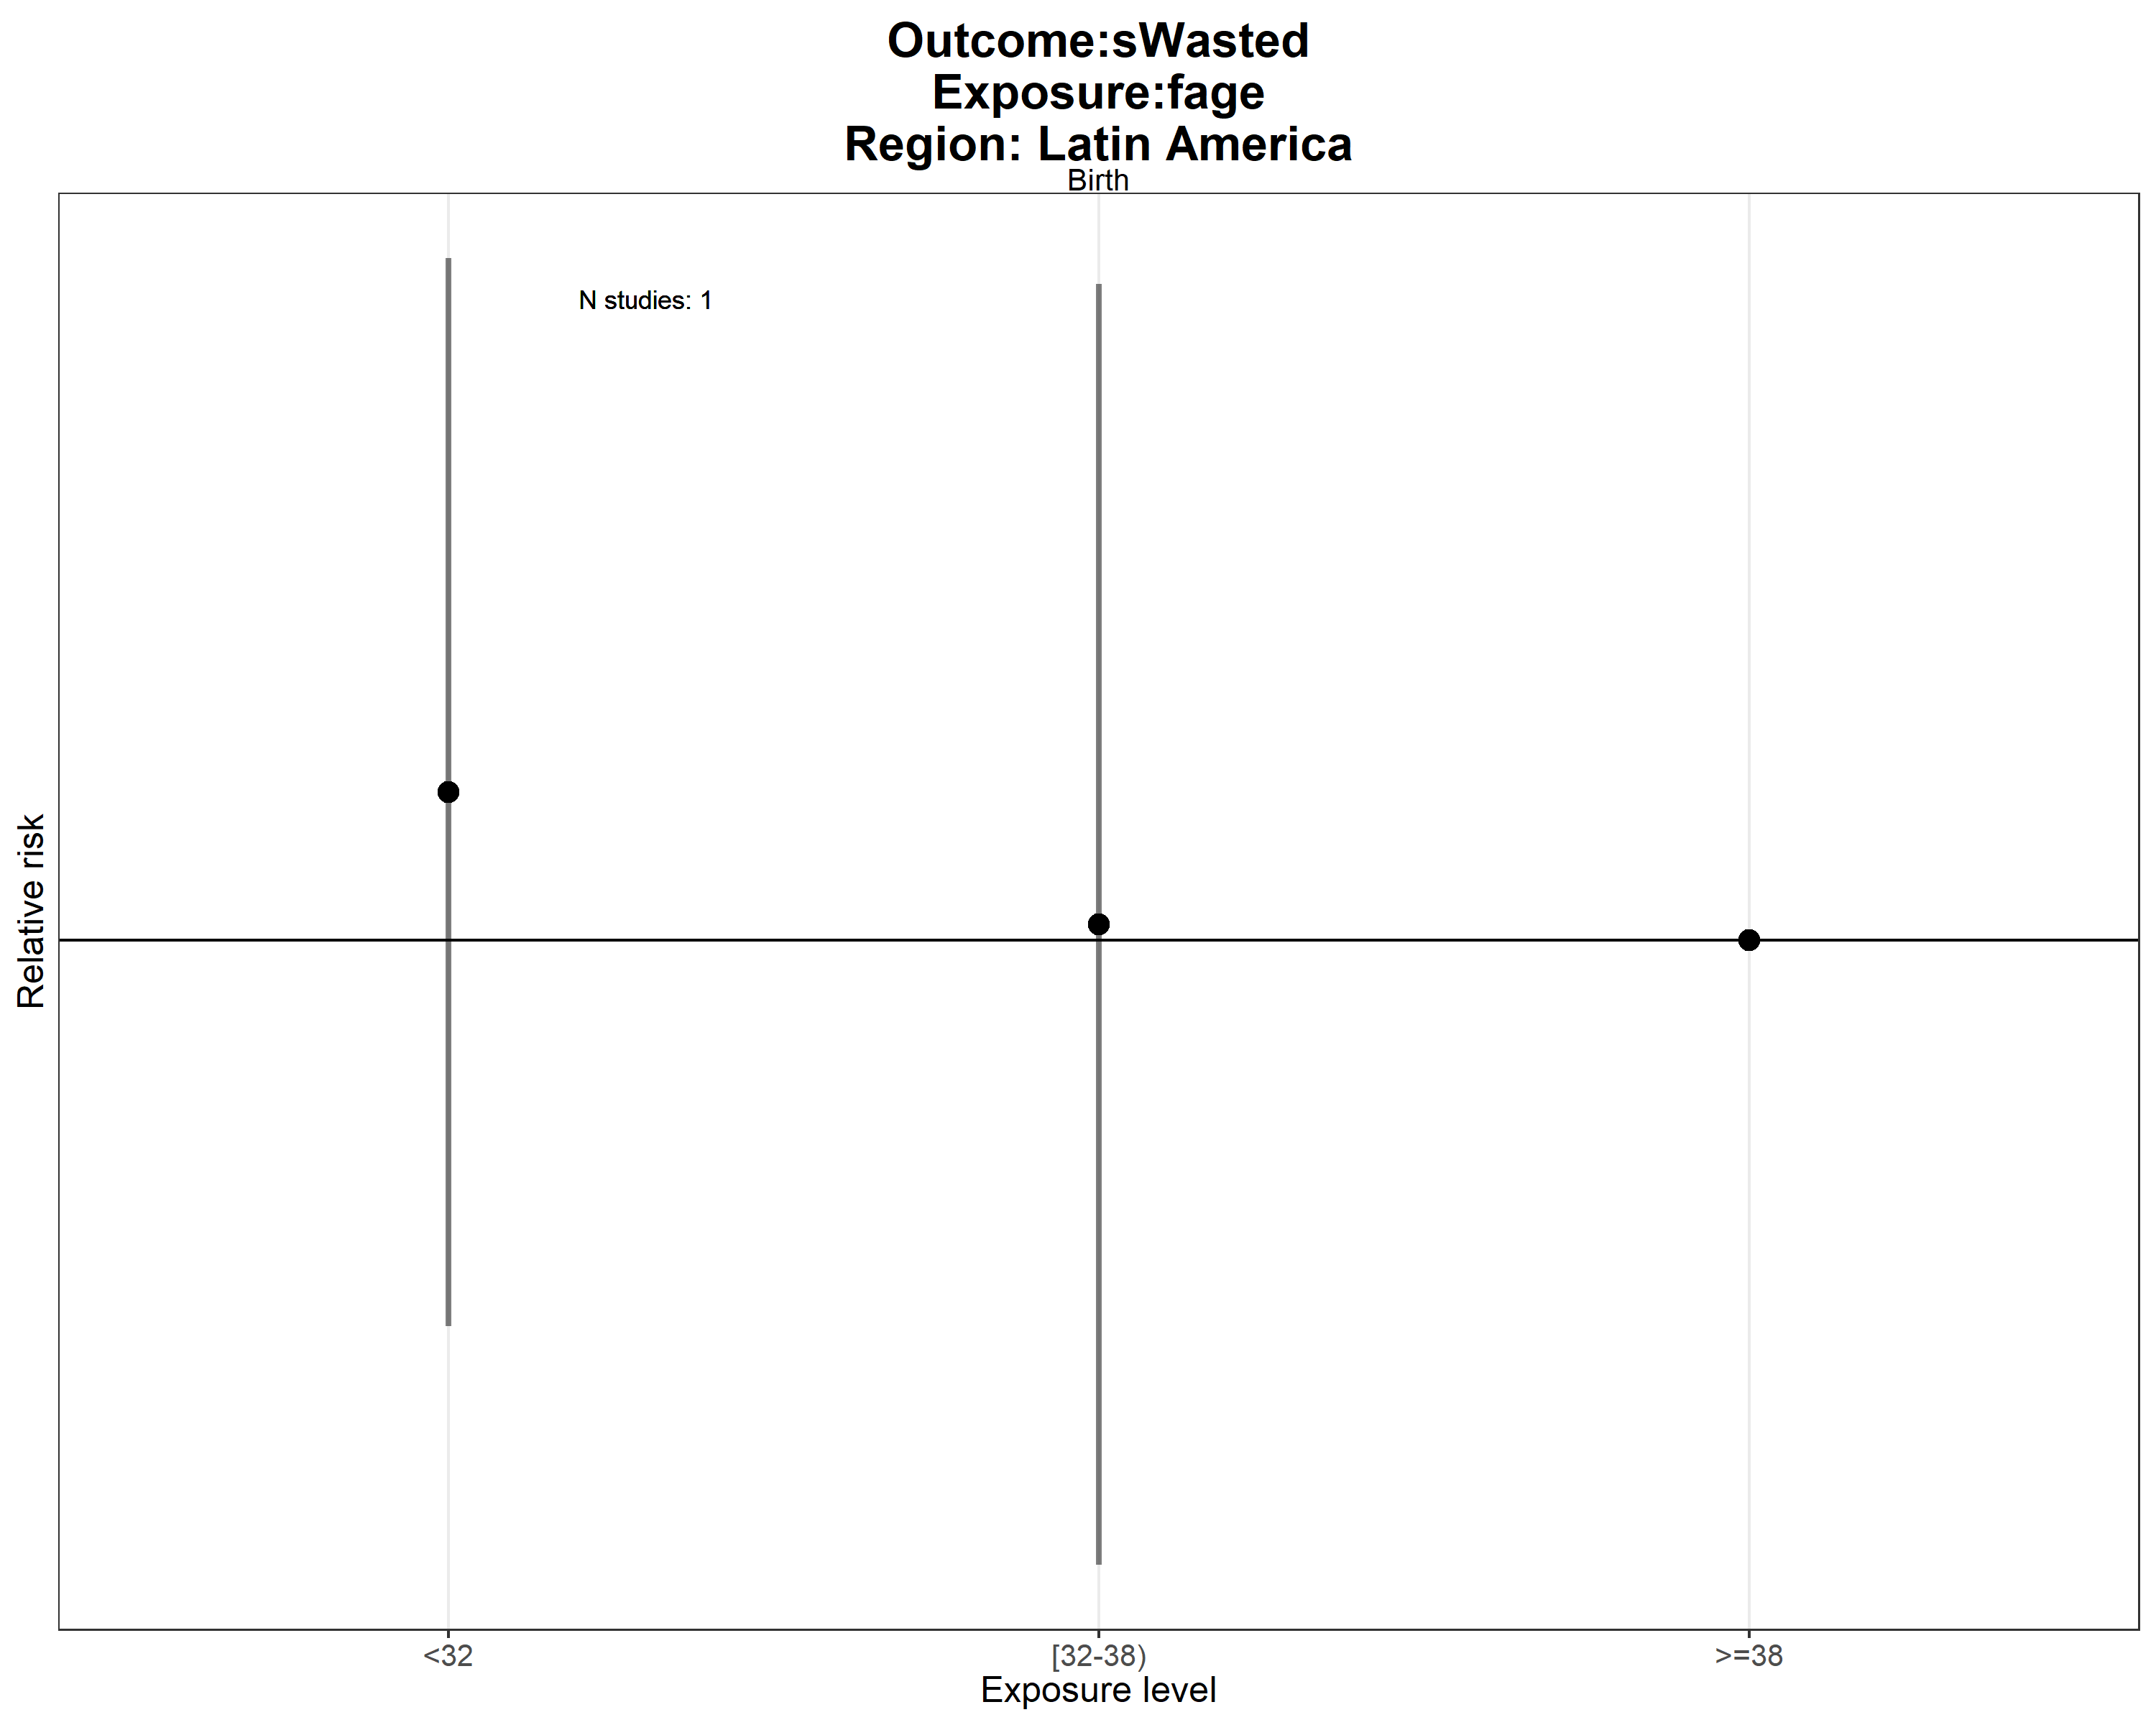 Outcome:sWasted
Exposure:fage
Region: Latin America
Birth
N studies: 1
Relative risk
<32
[32-38)
>=38
Exposure level